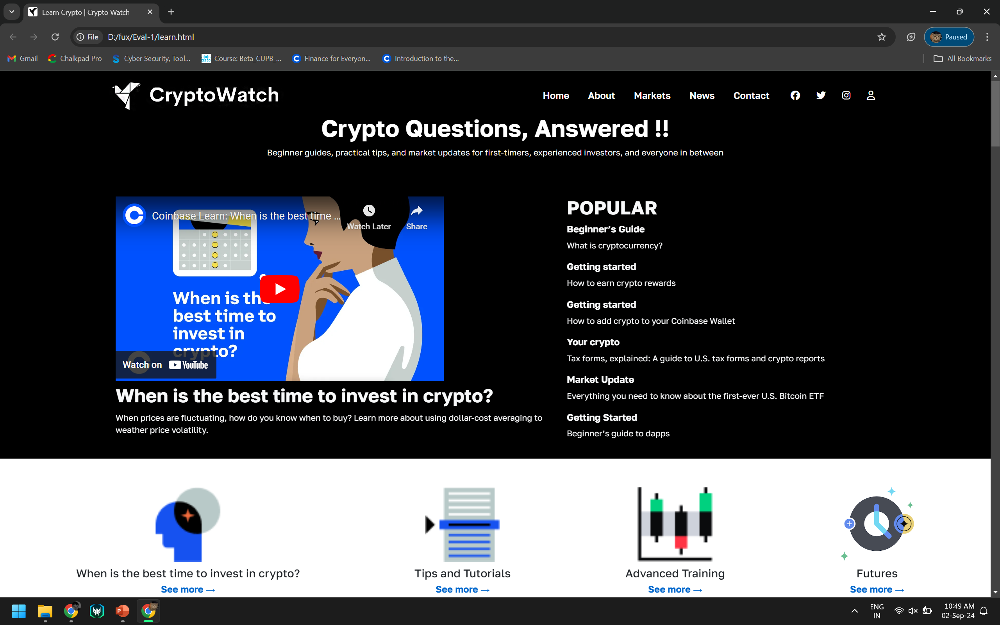 Learn Crypto | Crypto Watch
File D:/fux/Eval-1/learn.html
Paused
Gmail
Chalkpad Pro
Cyber Security, Tool...
Course: Beta_CUPB_...
Finance for Everyon...
Introduction to the...
All Bookmarks
CryptoWatch
Home About Markets News Contact
Crypto Questions, Answered !!
Beginner guides, practical tips, and market updates for first-timers, experienced investors, and everyone in between
Coinbase Learn: When is the best time ...
Watch Later
Share
When is the
best time to
invest in
crypto?
Watch on YouTube
When is the best time to invest in crypto?
When prices are fluctuating, how do you know when to buy? Learn more about using dollar-cost averaging to
weather price volatility.
POPULAR
Beginner's Guide
What is cryptocurrency?
Getting started
How to earn crypto rewards
Getting started
How to add crypto to your Coinbase Wallet
Your crypto
Tax forms, explained: A guide to U.S. tax forms and crypto reports
Market Update
Everything you need to know about the first-ever U.S. Bitcoin ETF
Getting Started
Beginner's guide to dapps
When is the best time to invest in crypto?
See more →
Tips and Tutorials
See more →
Advanced Training
See more →
Futures
See more →
ENG
IN
10:49 AM
02-Sep-24